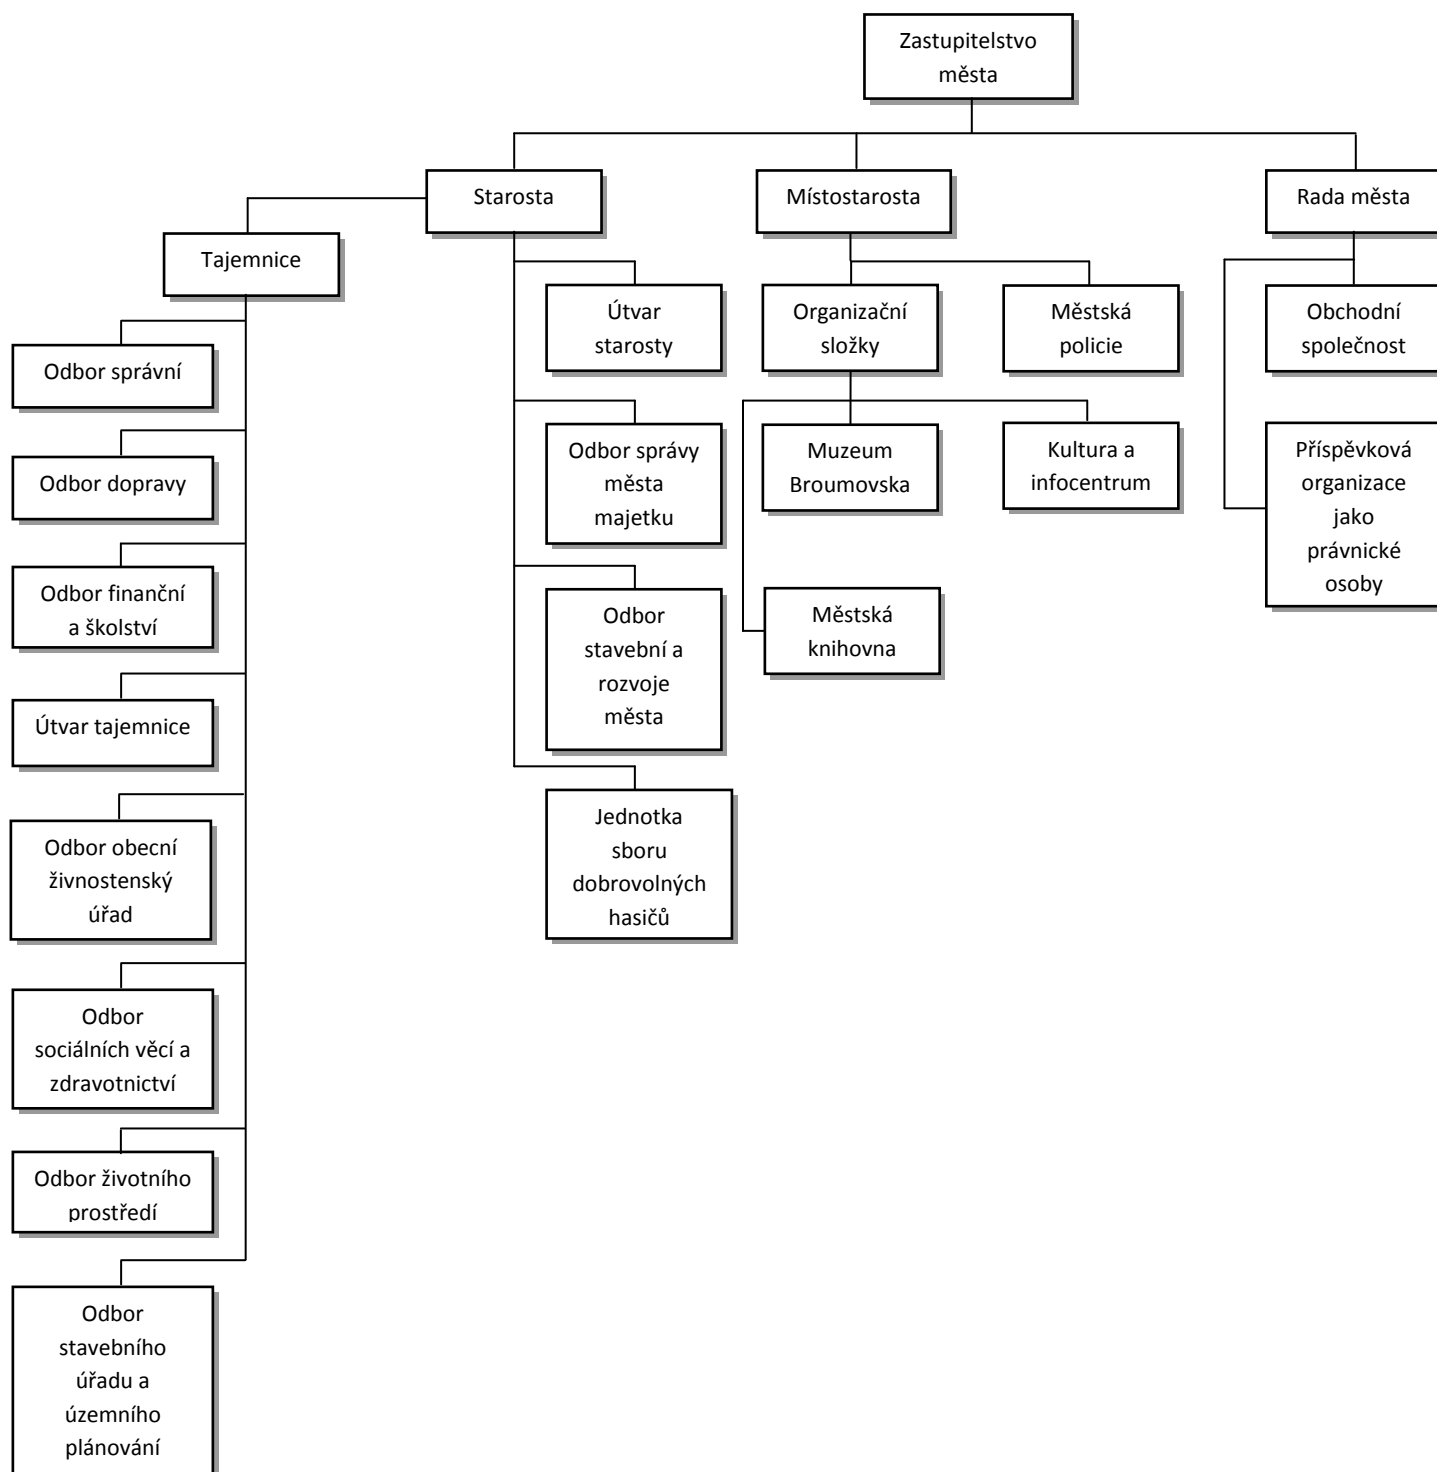 Zastupitelstvo
města
Starosta
Místostarosta
Rada města
Tajemnice
Útvar
starosty
Organizační
složky
Městská
policie
Obchodní
společnost
Odbor správní
Odbor správy
města
majetku
Muzeum
Broumovska
Kultura a
infocentrum
Příspěvková
organizace
jako
právnické
osoby
Odbor dopravy
Odbor finanční
a školství
Odbor
stavební a
rozvoje
města
Městská
knihovna
Útvar tajemnice
Jednotka
sboru
dobrovolných
hasičů
Odbor obecní
živnostenský
úřad
Odbor
sociálních věcí a
zdravotnictví
Odbor životního
prostředí
Odbor
stavebního
úřadu a
územního
plánování